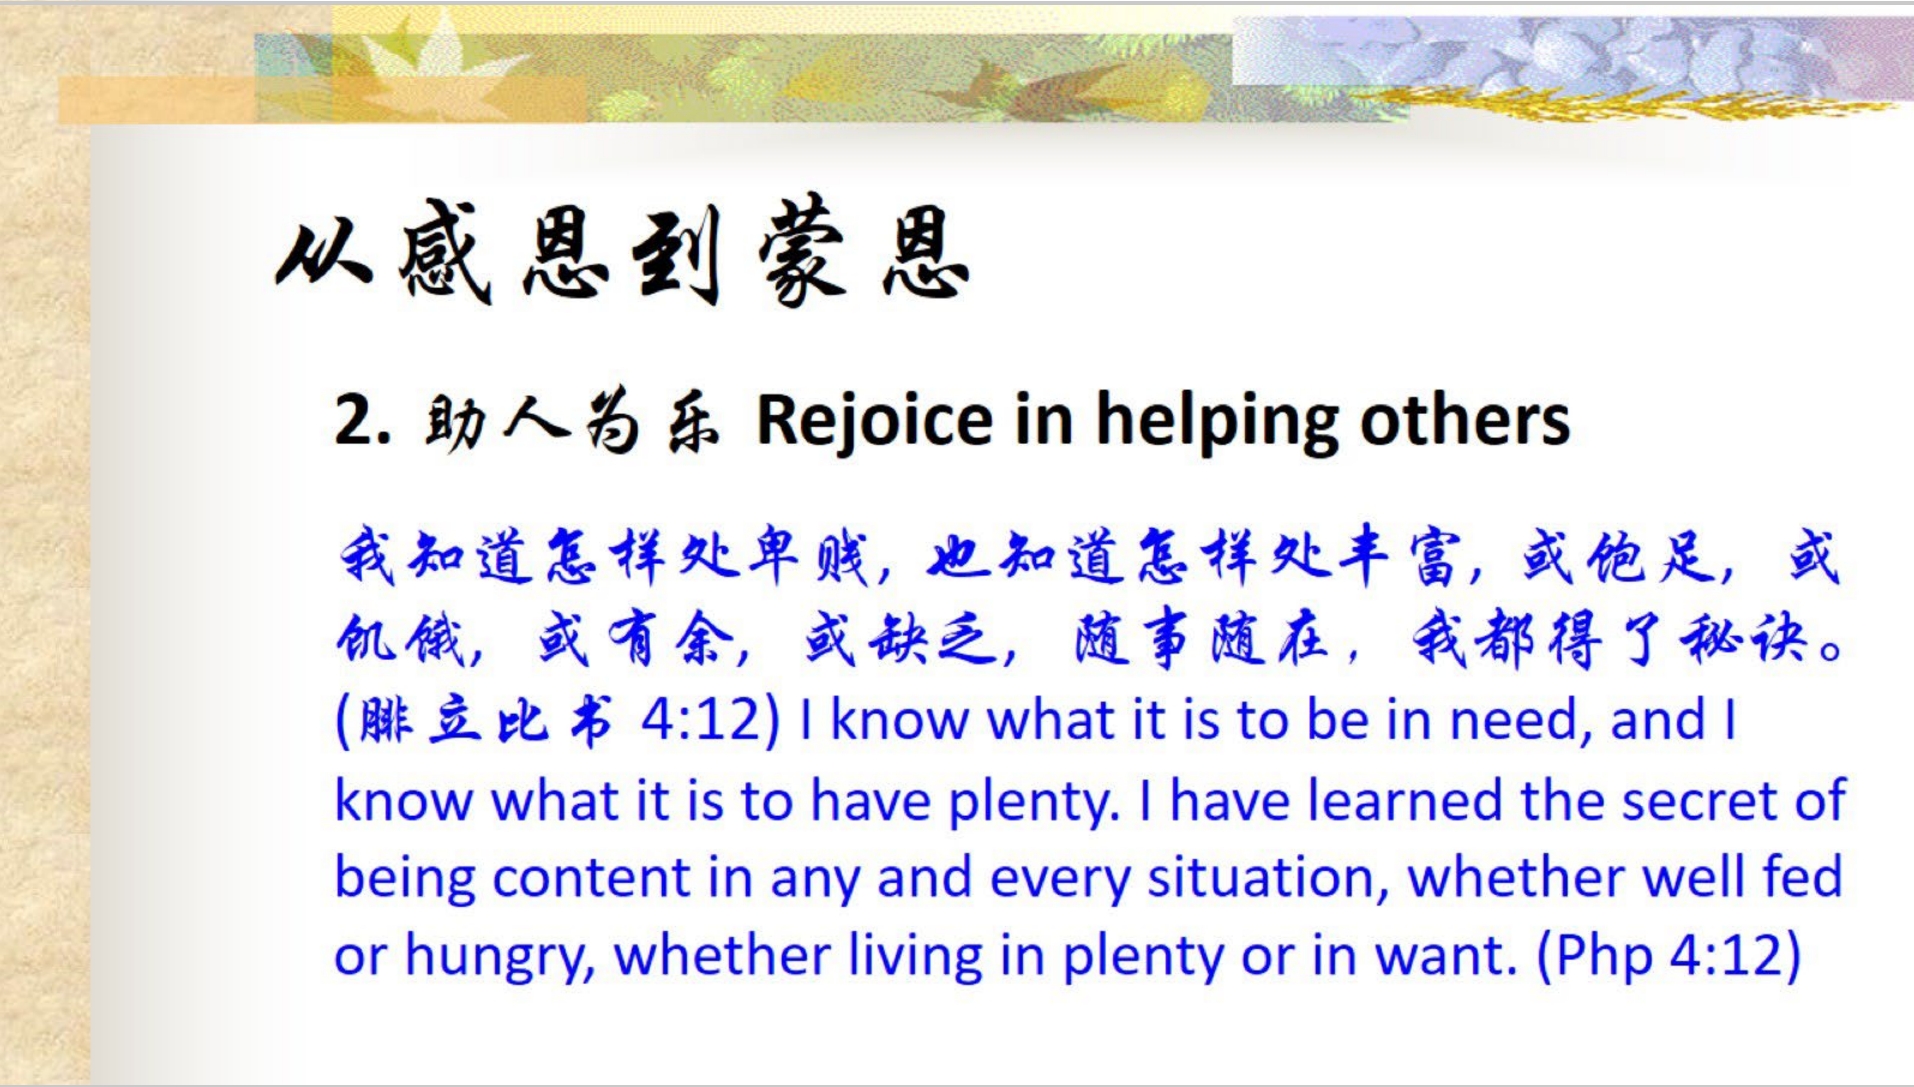 从感恩到蒙恩
2. 助人为乐 Rejoice in helping others
我知道怎样处卑贱, 也知道怎样处丰富, 或饱足, 或
饥饿, 或有余, 或缺乏, 随事随在, 我都得了秘诀。
(腓立比书 4:12) I know what it is to be in need, and I
know what it is to have plenty. I have learned the secret of
being content in any and every situation, whether well fed
or hungry, whether living in plenty or in want. (Php 4:12)